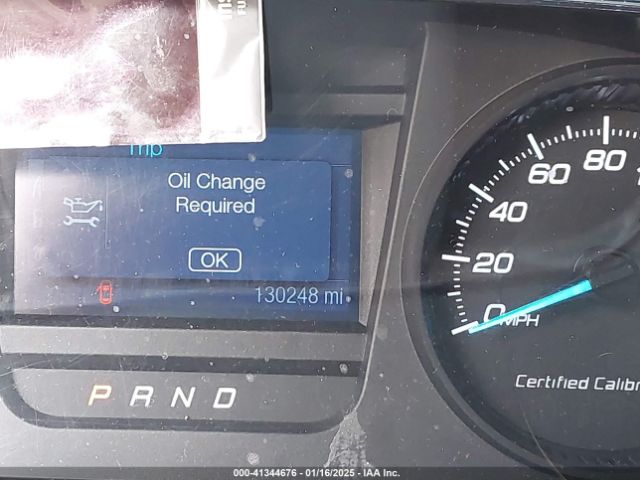 Trip
Oil Change
Required
OK
130248 mi
P R N D
0 MPH
20
40
60
80
Certified Calibr
000-41344676 - 01/16/2025 - IAA Inc.